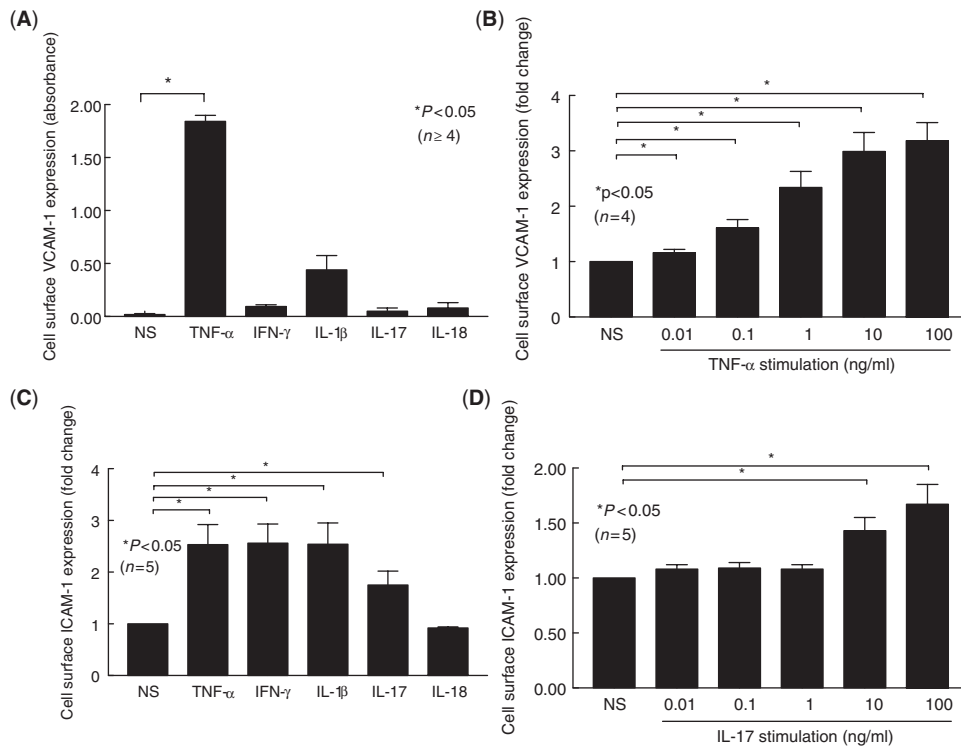 (A)
Cell surface VCAM-1 expression (absorbance)
2.00
1.50
1.00
0.50
0.00
*
*P < 0.05
(n ≥ 4)
NS TNF-α IFN-γ IL-1β IL-17 IL-18
(B)
Cell surface VCAM-1 expression (fold change)
4
3
2
1
0
*
*
*
*
*
*p<0.05
(n=4)
NS 0.01 0.1 1 10 100
TNF-α stimulation (ng/ml)
(C)
Cell surface ICAM-1 expression (fold change)
4
3
2
1
0
*
*
*
*
*P<0.05
(n=5)
NS TNF-α IFN-γ IL-1β IL-17 IL-18
(D)
Cell surface ICAM-1 expression (fold change)
2.00
1.50
1.00
0.50
0.00
*
*
*P < 0.05
(n=5)
NS 0.01 0.1 1 10 100
IL-17 stimulation (ng/ml)